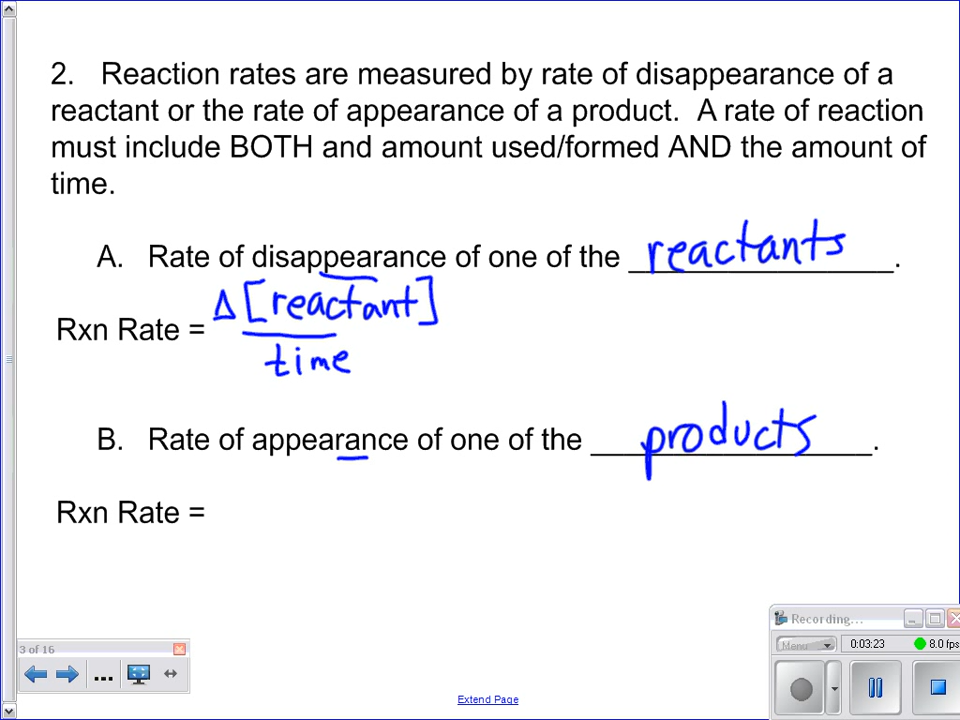 2. Reaction rates are measured by rate of disappearance of a
reactant or the rate of appearance of a product. A rate of reaction
must include BOTH and amount used/formed AND the amount of
time.
A. Rate of disappearance of one of the reactants.
Rxn Rate = Δ [reactant]
time
B. Rate of appearance of one of the products.
Rxn Rate =
3 of 16
...
Extend Page
Recording...
Menu
0:03:23
8.0 fps